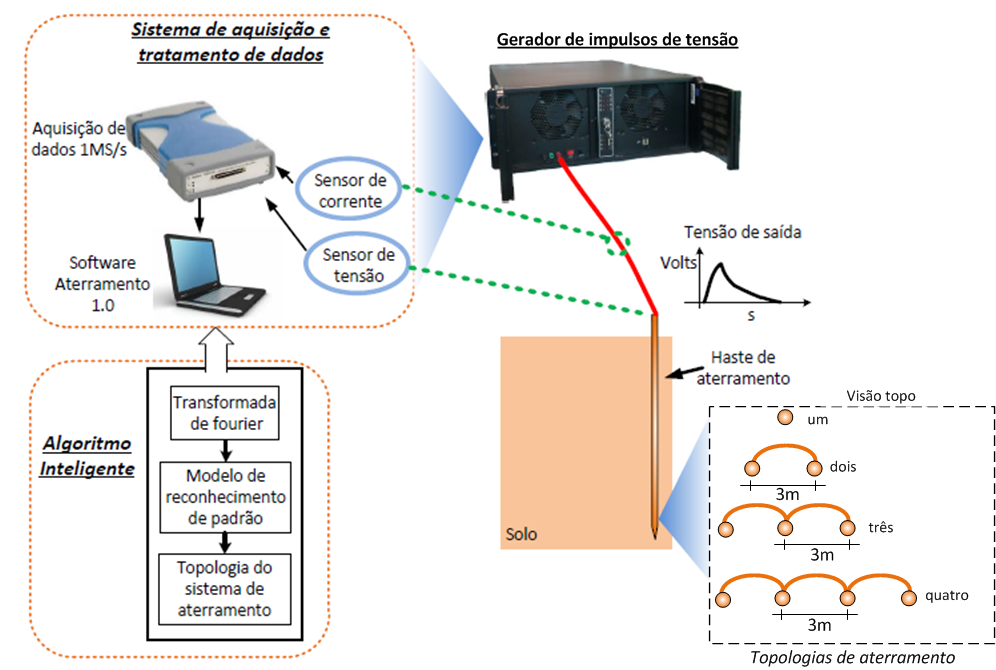 Sistema de aquisição e
tratamento de dados
Aquisição de
dados 1MS/s
Sensor de
corrente
Sensor de
tensão
Software
Aterramento
1.0
Gerador de impulsos de tensão
Tensão de saída
Volts
s
Haste de
aterramento
Solo
Algoritmo
Inteligente
Transformada
de fourier
Modelo de
reconhecimento
de padrão
Topologia do
sistema de
aterramento
Visão topo
um
dois
3m
três
3m
quatro
3m
Topologias de aterramento